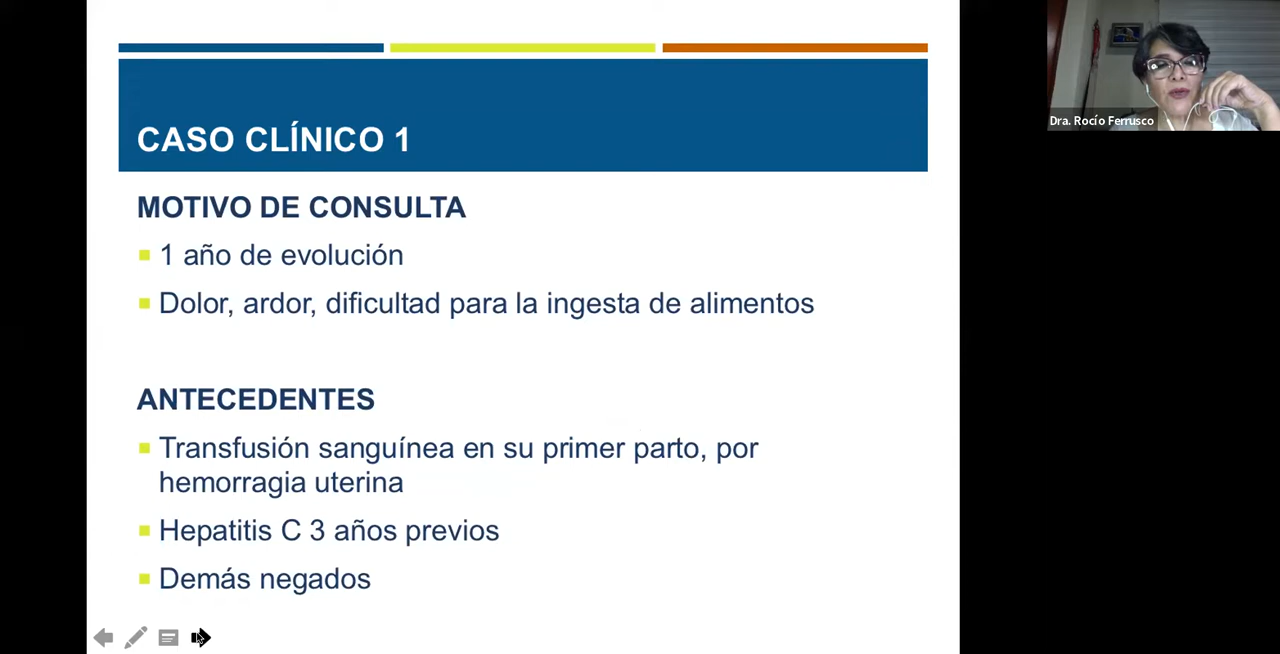 CASO CLÍNICO 1
MOTIVO DE CONSULTA
1 año de evolución
Dolor, ardor, dificultad para la ingesta de alimentos
ANTECEDENTES
Transfusión sanguínea en su primer parto, por
hemorragia uterina
Hepatitis C 3 años previos
Demás negados
Dra. Rocío Ferrusco